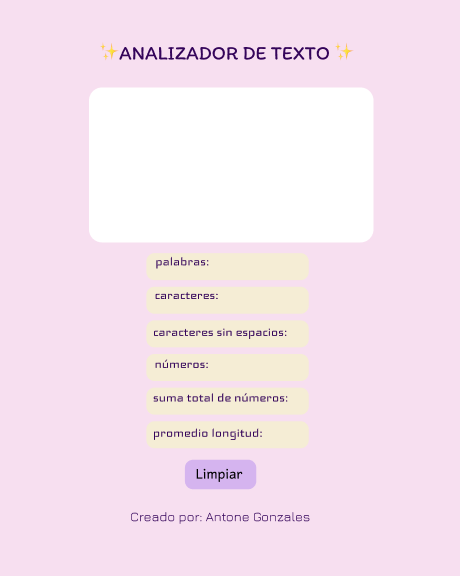 ✨ANALIZADOR DE TEXTO ✨
palabras:
caracteres:
caracteres sin espacios:
números:
suma total de números:
promedio longitud:
Limpiar
Creado por: Antone Gonzales